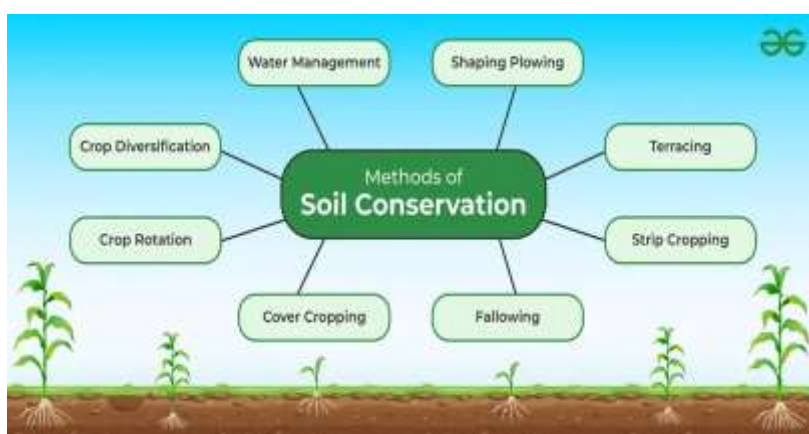 Water Management
Shaping Plowing
Crop Diversification
Terracing
Methods of
Soil Conservation
Crop Rotation
Strip Cropping
Cover Cropping
Fallowing